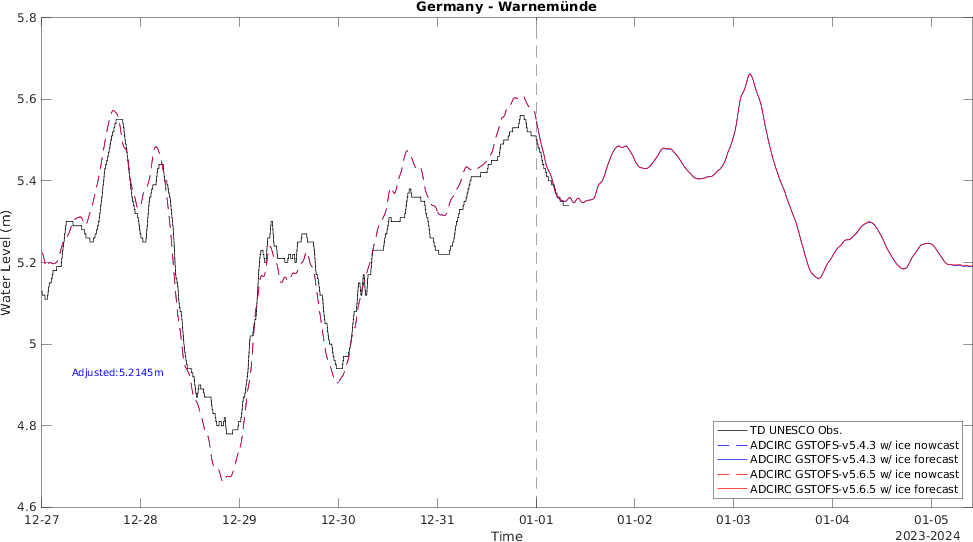 Germany - Warnemünde
5.8
5.6
5.4
5.2
5
4.8
4.6
Water Level (m)
Adjusted:5.2145m
TD UNESCO Obs.
ADCIRC GSTOFS-v5.4.3 w/ ice nowcast
ADCIRC GSTOFS-v5.4.3 w/ ice forecast
ADCIRC GSTOFS-v5.6.5 w/ ice nowcast
ADCIRC GSTOFS-v5.6.5 w/ ice forecast
12-27 12-28 12-29 12-30 12-31 01-01 01-02 01-03 01-04 01-05
Time
2023-2024